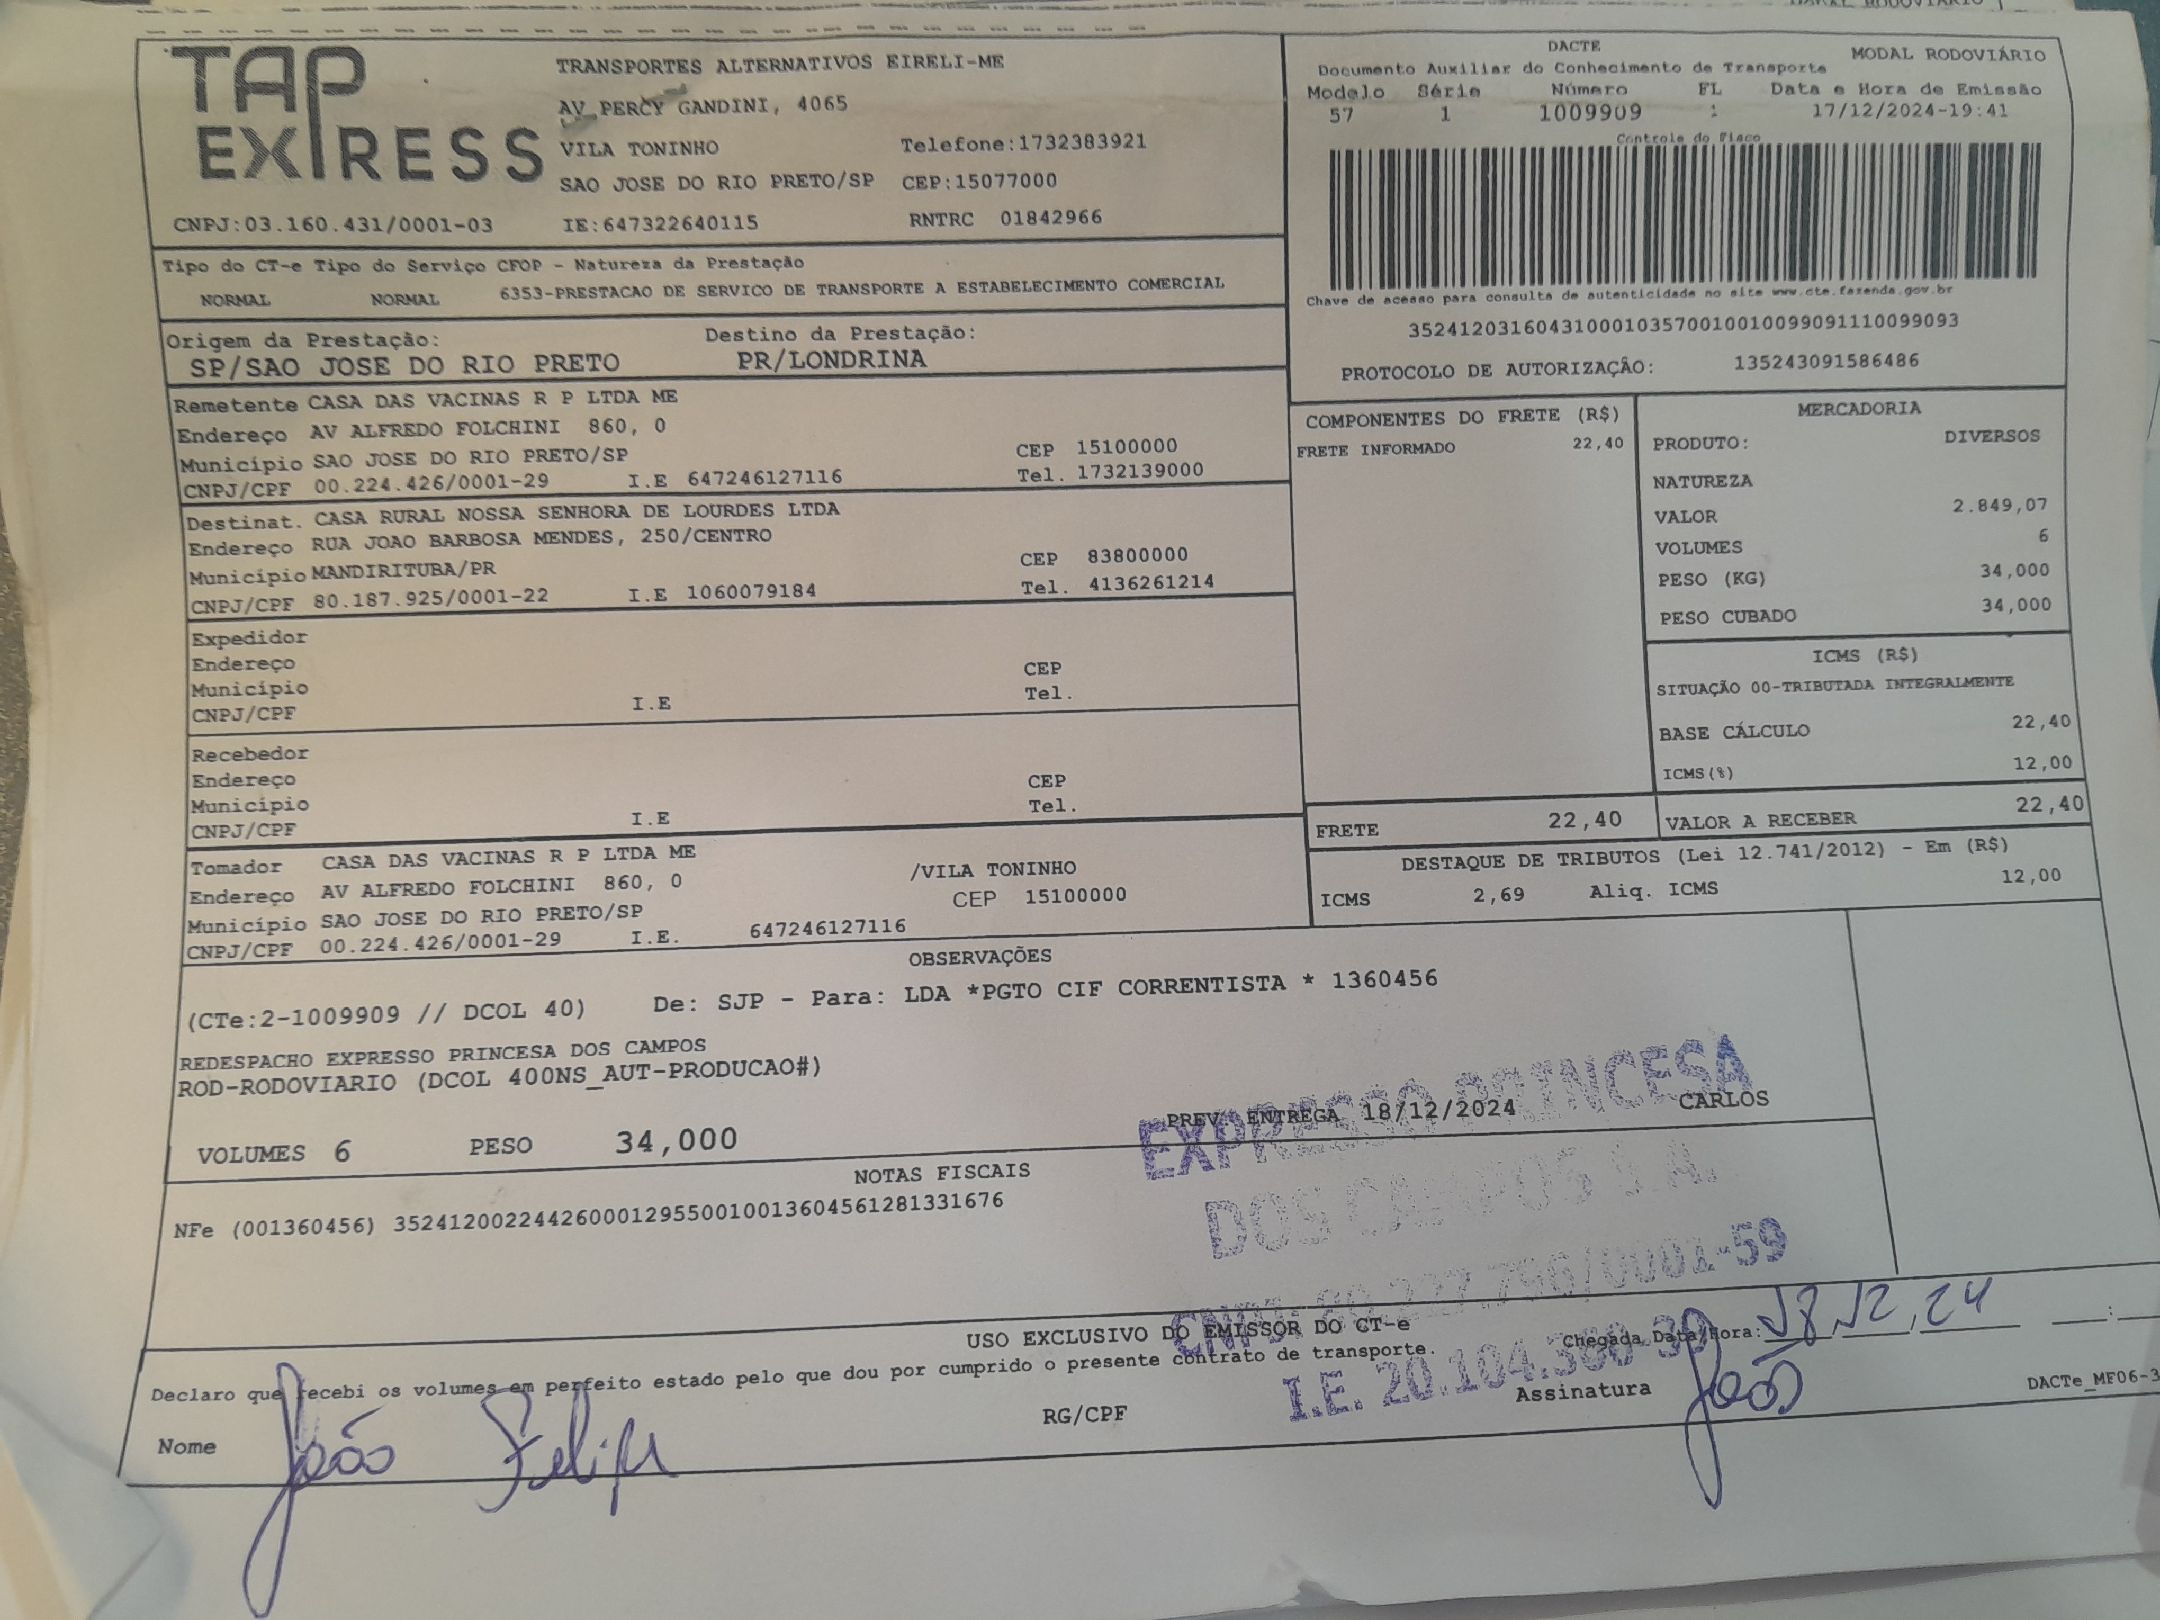 TAP EXPRESS
TRANSPORTES ALTERNATIVOS EIRELI-ME
AV PERCY GANDINI, 4065
VILA TONINHO Telefone:1732383921
SAO JOSE DO RIO PRETO/SP CEP:15077000
CNPJ:03.160.431/0001-03 IE:647322640115 RNTRC 01842966
DACTE MODAL RODOVIÁRIO
Documento Auxiliar do Conhecimento de Transporte
Modelo Série Número FL Data e Hora de Emissão
57 1 1009909 1 17/12/2024-19:41
Controle do Fisco
Chave de acesso para consulta de autenticidade no site www.cte.fazenda.gov.br
35241203160431000103570010010099091110099093
PROTOCOLO DE AUTORIZAÇÃO: 135243091586486
Tipo do CT-e Tipo do Serviço CFOP - Natureza da Prestação
NORMAL NORMAL 6353-PRESTACAO DE SERVICO DE TRANSPORTE A ESTABELECIMENTO COMERCIAL
Origem da Prestação: Destino da Prestação:
SP/SAO JOSE DO RIO PRETO PR/LONDRINA
Remetente CASA DAS VACINAS R P LTDA ME
Endereço AV ALFREDO FOLCHINI 860, 0
Município SAO JOSE DO RIO PRETO/SP CEP 15100000
CNPJ/CPF 00.224.426/0001-29 I.E 647246127116 Tel. 1732139000
Destinat. CASA RURAL NOSSA SENHORA DE LOURDES LTDA
Endereço RUA JOAO BARBOSA MENDES, 250/CENTRO
Município MANDIRITUBA/PR CEP 83800000
CNPJ/CPF 80.187.925/0001-22 I.E 1060079184 Tel. 4136261214
Expedidor
Endereço
Município CEP
CNPJ/CPF I.E Tel.
Recebedor
Endereço
Município CEP
CNPJ/CPF I.E Tel.
Tomador CASA DAS VACINAS R P LTDA ME
Endereço AV ALFREDO FOLCHINI 860, 0 /VILA TONINHO
Município SAO JOSE DO RIO PRETO/SP CEP 15100000
CNPJ/CPF 00.224.426/0001-29 I.E. 647246127116
COMPONENTES DO FRETE (R$)
FRETE INFORMADO 22,40
MERCADORIA
PRODUTO: DIVERSOS
NATUREZA
VALOR 2.849,07
VOLUMES 6
PESO (KG) 34,000
PESO CUBADO 34,000
ICMS (R$)
SITUAÇÃO 00-TRIBUTADA INTEGRALMENTE
BASE CÁLCULO 22,40
ICMS(%) 12,00
FRETE 22,40 VALOR A RECEBER 22,40
DESTAQUE DE TRIBUTOS (Lei 12.741/2012) - Em (R$)
ICMS 2,69 Aliq. ICMS 12,00
OBSERVAÇÕES
(CTe:2-1009909 // DCOL 40) De: SJP - Para: LDA *PGTO CIF CORRENTISTA * 1360456
REDESPACHO EXPRESSO PRINCESA DOS CAMPOS
ROD-RODOVIARIO (DCOL 400NS_AUT-PRODUCAO#)
PREV. ENTREGA 18/12/2024 CARLOS
VOLUMES 6 PESO 34,000
NOTAS FISCAIS
NFe (001360456) 35241200224426000129550010013604561281331676
EXPRESSO PRINCESA
DOS CAMPOS S.A.
CNPJ: 80.227.796/0001-59
I.E. 20.104.360-30
USO EXCLUSIVO DO EMISSOR DO CT-e
Declaro que recebi os volumes em perfeito estado pelo que dou por cumprido o presente contrato de transporte.
Chegada Data/Hora: 18 12 24 :
Nome João Felipe RG/CPF Assinatura João
DACTe_MF06-3